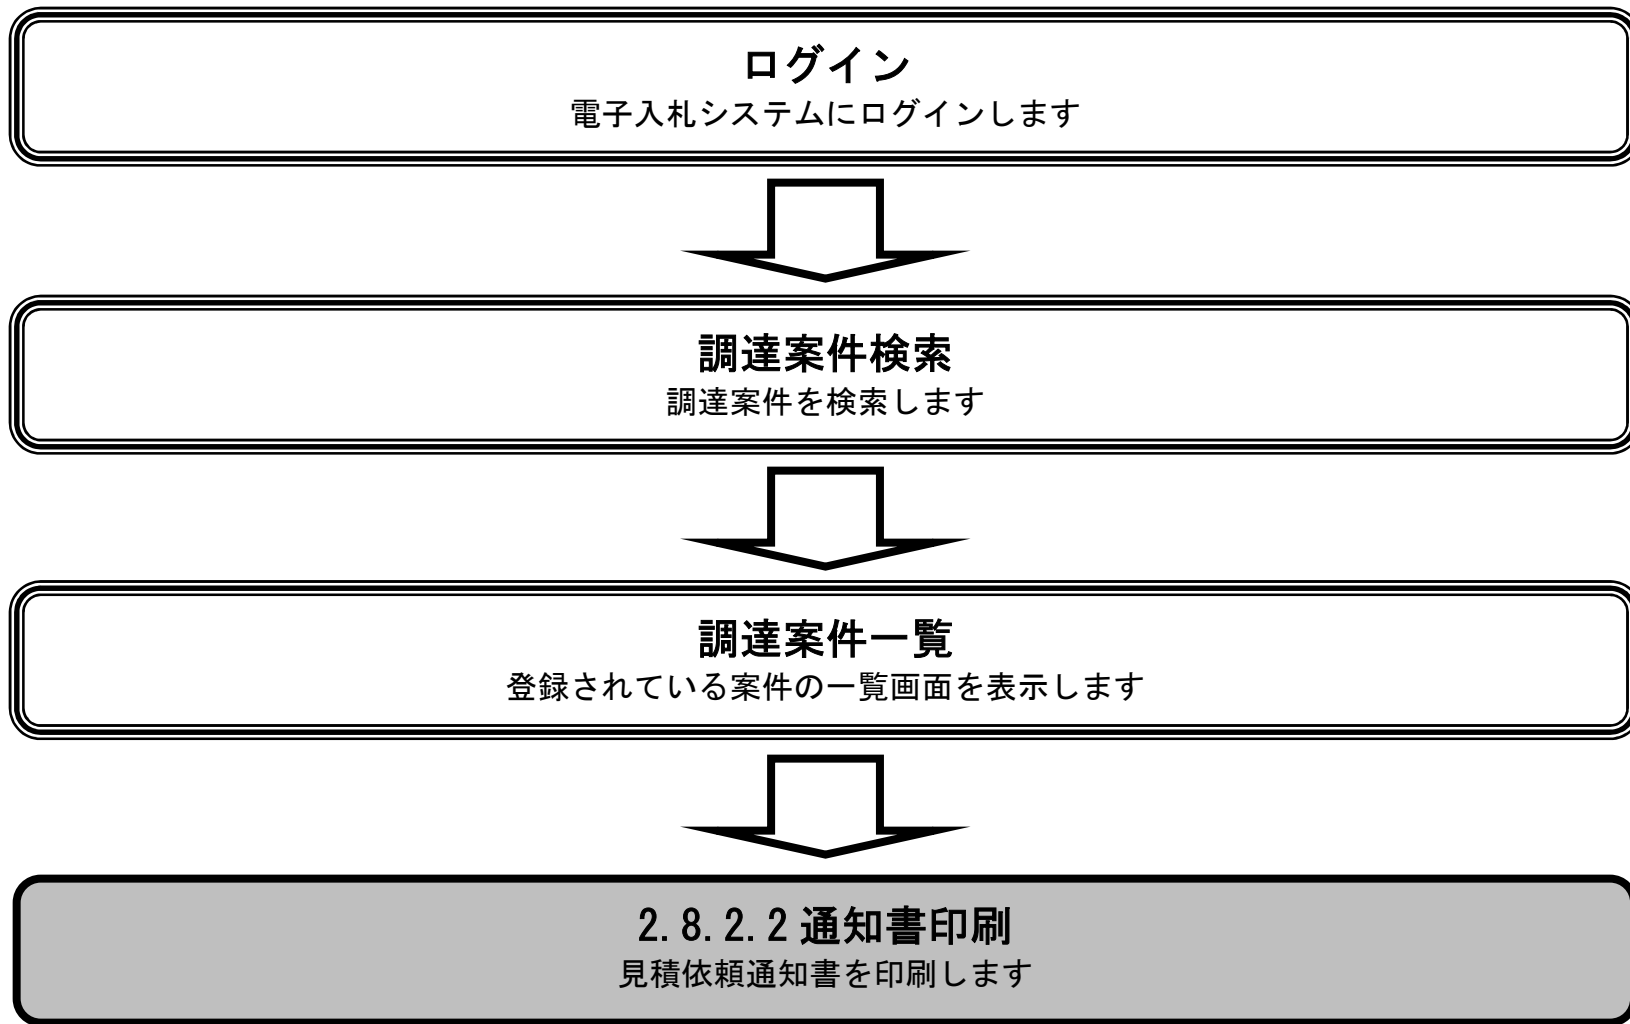 ログイン
電子入札システムにログインします
調達案件検索
調達案件を検索します
調達案件一覧
登録されている案件の一覧画面を表示します
2.8.2.2 通知書印刷
見積依頼通知書を印刷します